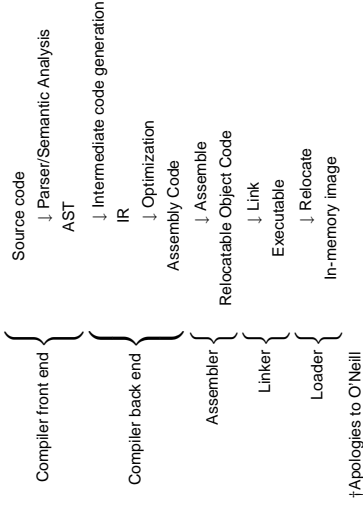 Source code
↓ Parser/Semantic Analysis
AST
↓ Intermediate code generation
IR
↓ Optimization
Assembly Code
↓ Assemble
Relocatable Object Code
↓ Link
Executable
↓ Relocate
In-memory image
Compiler front end
Compiler back end
Assembler
Linker
Loader
†Apologies to O'Neill